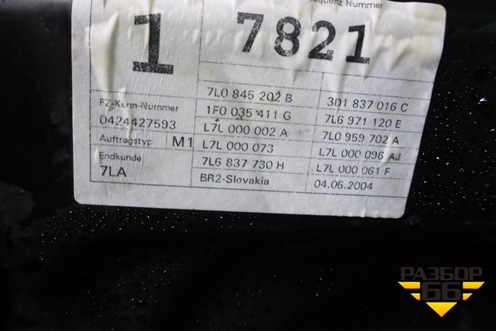 Sequenz Nummer
1 7821
7L0 845 202 B 3D1 837 016 C
FZ-Kenn-Nummer 1F0 035 411 G 7L6 971 120 E
0424427593 L7L 000 002 A 7L0 959 702 A
Auftragstyp M1 L7L 000 073 L7L 000 096 AJ
Endkunde 7L6 837 730 H L7L 000 061 F
7LA BR2-Slovakia 04.06.2004
РАЗБОР
66